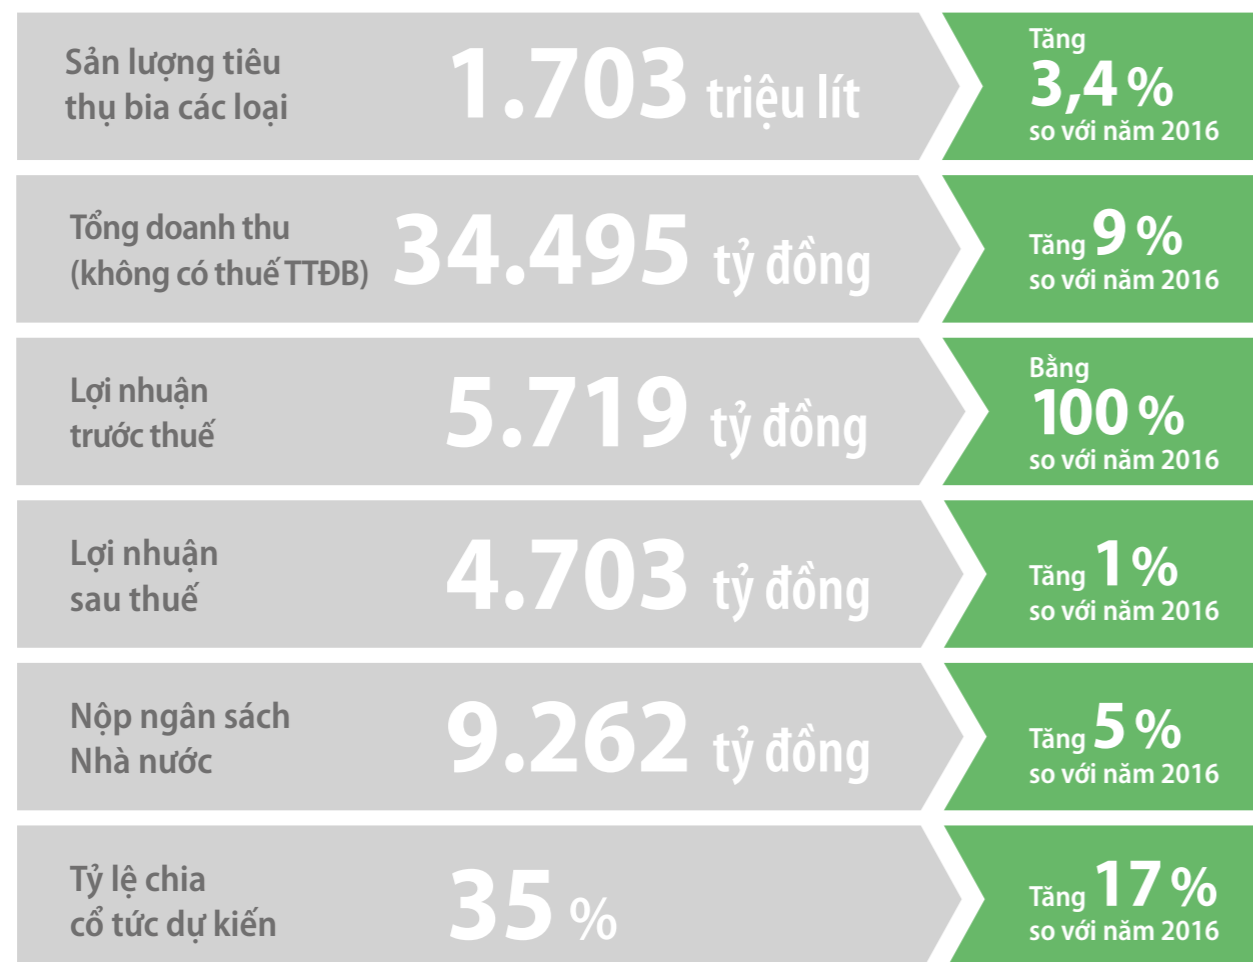 Sản lượng tiêu
thụ bia các loại
1.703 triệu lít
Tăng
3,4 %
so với năm 2016
Tổng doanh thu
(không có thuế TTĐB)
34.495 tỷ đồng
Tăng 9 %
so với năm 2016
Lợi nhuận
trước thuế
5.719 tỷ đồng
Bằng
100 %
so với năm 2016
Lợi nhuận
sau thuế
4.703 tỷ đồng
Tăng 1 %
so với năm 2016
Nộp ngân sách
Nhà nước
9.262 tỷ đồng
Tăng 5 %
so với năm 2016
Tỷ lệ chia
cổ tức dự kiến
35 %
Tăng 17 %
so với năm 2016